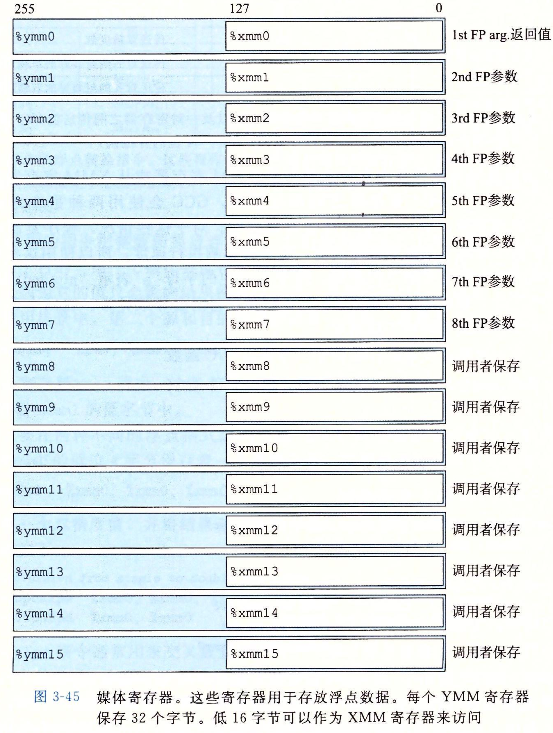 255 127 0
%ymm0 %xmm0 1st FP arg.返回值
%ymm1 %xmm1 2nd FP参数
%ymm2 %xmm2 3rd FP参数
%ymm3 %xmm3 4th FP参数
%ymm4 %xmm4 5th FP参数
%ymm5 %xmm5 6th FP参数
%ymm6 %xmm6 7th FP参数
%ymm7 %xmm7 8th FP参数
%ymm8 %xmm8 调用者保存
%ymm9 %xmm9 调用者保存
%ymm10 %xmm10 调用者保存
%ymm11 %xmm11 调用者保存
%ymm12 %xmm12 调用者保存
%ymm13 %xmm13 调用者保存
%ymm14 %xmm14 调用者保存
%ymm15 %xmm15 调用者保存
图 3-45 媒体寄存器。这些寄存器用于存放浮点数据。每个 YMM 寄存器
保存 32 个字节。低 16 字节可以作为 XMM 寄存器来访问